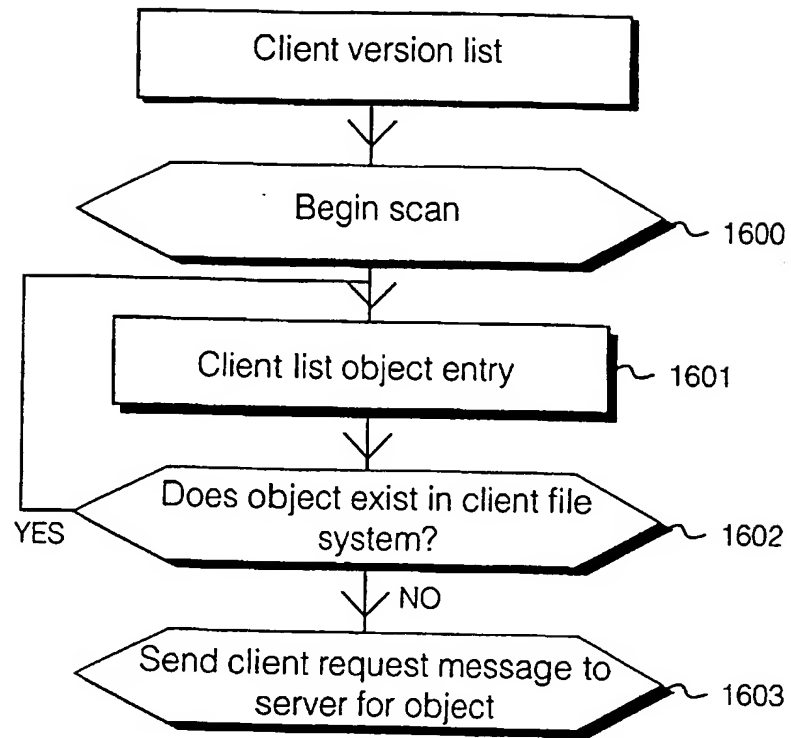 Client version list
Begin scan
1600
Client list object entry
1601
Does object exist in client file
system?
YES
1602
NO
Send client request message to
server for object
1603